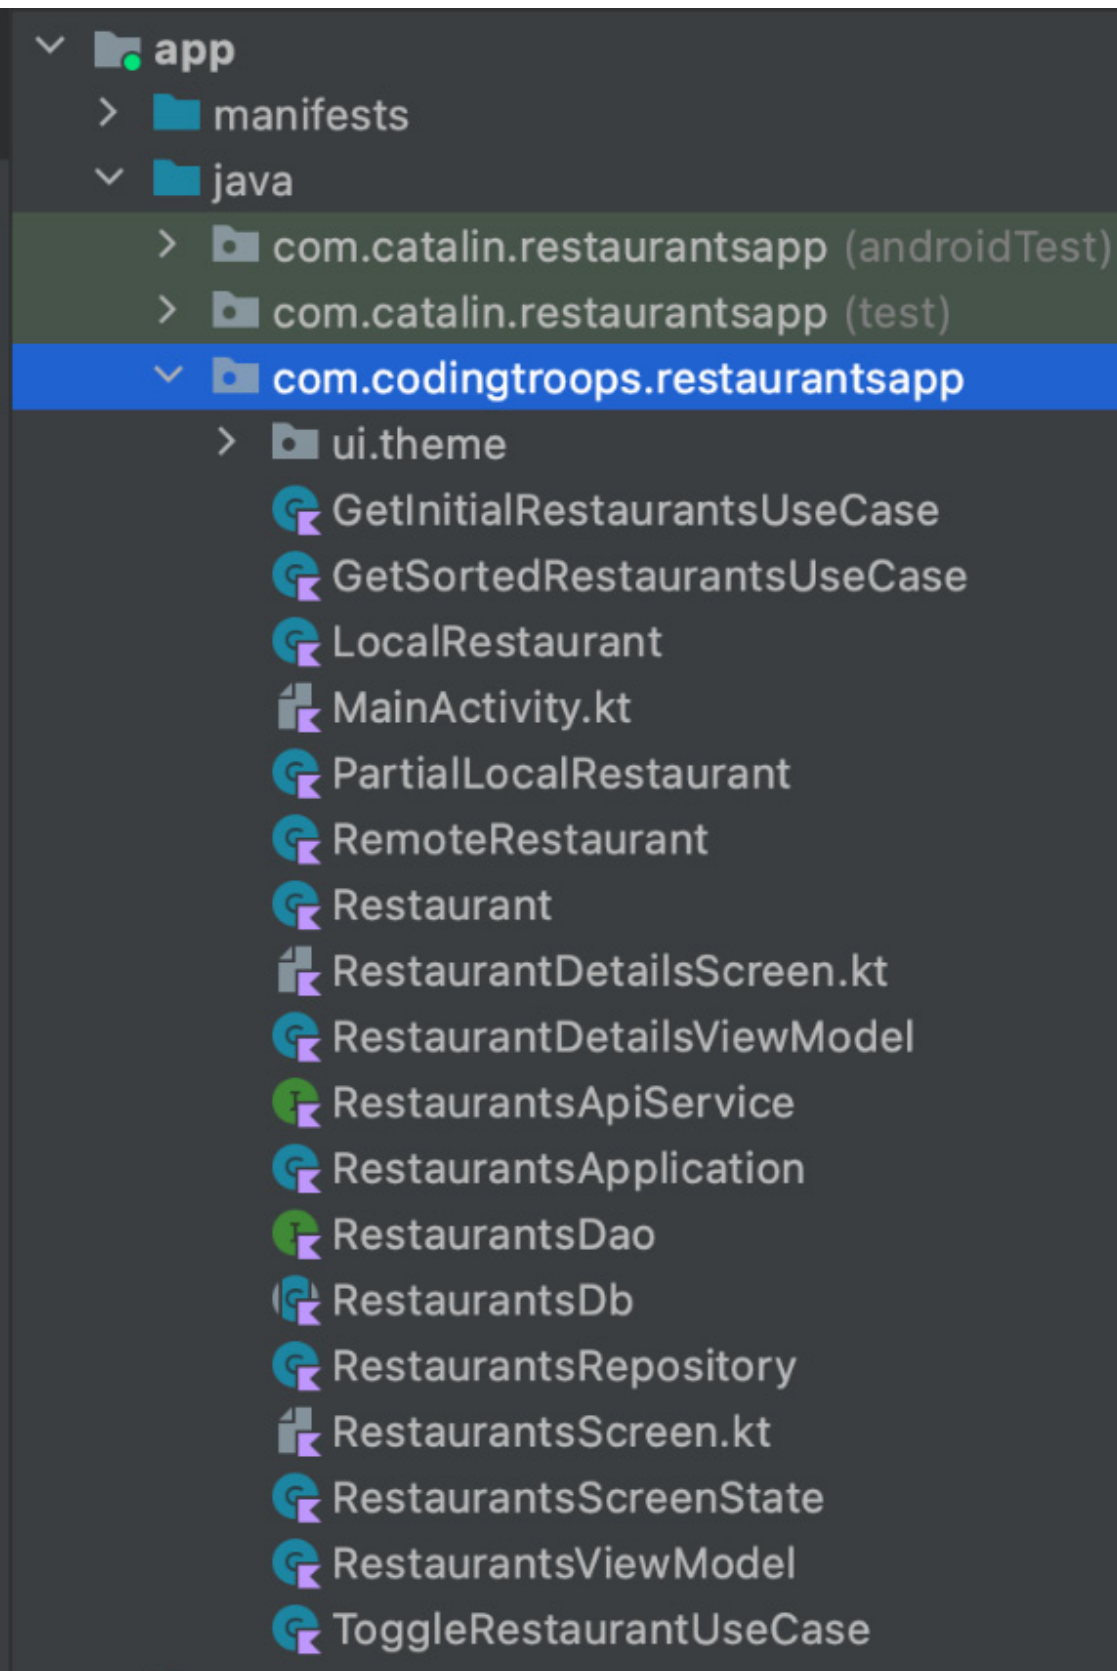 app
manifests
java
com.catalin.restaurantsapp (androidTest)
com.catalin.restaurantsapp (test)
com.codingtroops.restaurantsapp
ui.theme
GetInitialRestaurantsUseCase
GetSortedRestaurantsUseCase
LocalRestaurant
MainActivity.kt
PartialLocalRestaurant
RemoteRestaurant
Restaurant
RestaurantDetailsScreen.kt
RestaurantDetailsViewModel
RestaurantsApiService
RestaurantsApplication
RestaurantsDao
RestaurantsDb
RestaurantsRepository
RestaurantsScreen.kt
RestaurantsScreenState
RestaurantsViewModel
ToggleRestaurantUseCase